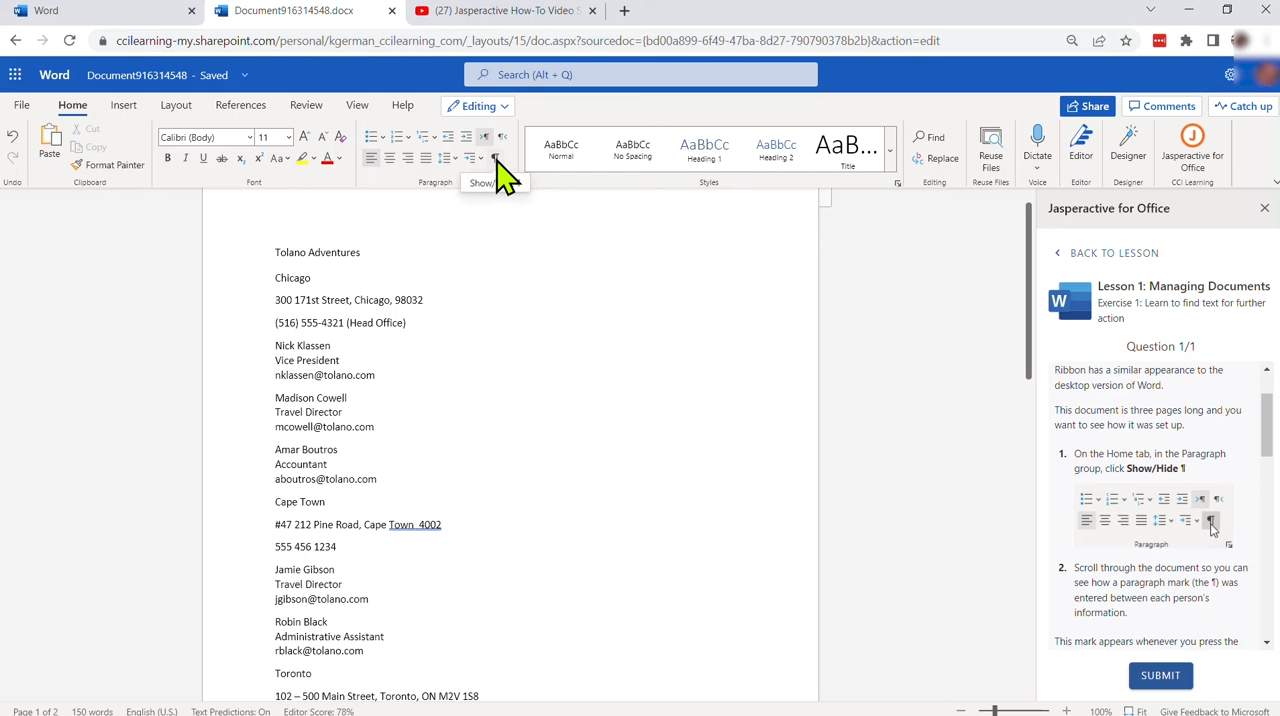 Word
Document916314548.docx
(27) Jasperactive How-To Video S
ccilearning-my.sharepoint.com/personal/kgerman_ccilearning_com/_layouts/15/doc.aspx?sourcedoc={bd00a899-6f49-47ba-8d27-790790378b2b}&action=edit
Word Document916314548 - Saved Search (Alt + Q)
File Home Insert Layout References Review View Help Editing Share Comments Catch up
Paste Cut Copy Format Painter
Calibri (Body) 11
AaBbCc AaBbCc AaBbCc AaBbCc AaB...
Normal No Spacing Heading 1 Heading 2 Title
Find Replace
Reuse Files
Dictate
Editor
Designer
Jasperactive for Office
Undo Clipboard Font Paragraph Styles Editing Reuse Files Voice Editor Designer CCI Learning
Tolano Adventures
Chicago
300 171st Street, Chicago, 98032
(516) 555-4321 (Head Office)
Nick Klassen
Vice President
nklassen@tolano.com
Madison Cowell
Travel Director
mcowell@tolano.com
Amar Boutros
Accountant
aboutros@tolano.com
Cape Town
#47 212 Pine Road, Cape Town 4002
555 456 1234
Jamie Gibson
Travel Director
jgibson@tolano.com
Robin Black
Administrative Assistant
rblack@tolano.com
Toronto
102 – 500 Main Street, Toronto, ON M2V 1S8
Jasperactive for Office
BACK TO LESSON
Lesson 1: Managing Documents
Exercise 1: Learn to find text for further
action
Question 1/1
Ribbon has a similar appearance to the
desktop version of Word.
This document is three pages long and you
want to see how it was set up.
1. On the Home tab, in the Paragraph
group, click Show/Hide ¶
Paragraph
2. Scroll through the document so you can
see how a paragraph mark (the ¶) was
entered between each person's
information.
This mark appears whenever you press the
SUBMIT
Page 1 of 2 150 words English (U.S.) Text Predictions: On Editor Score: 78% 100% Fit Give Feedback to Microsoft